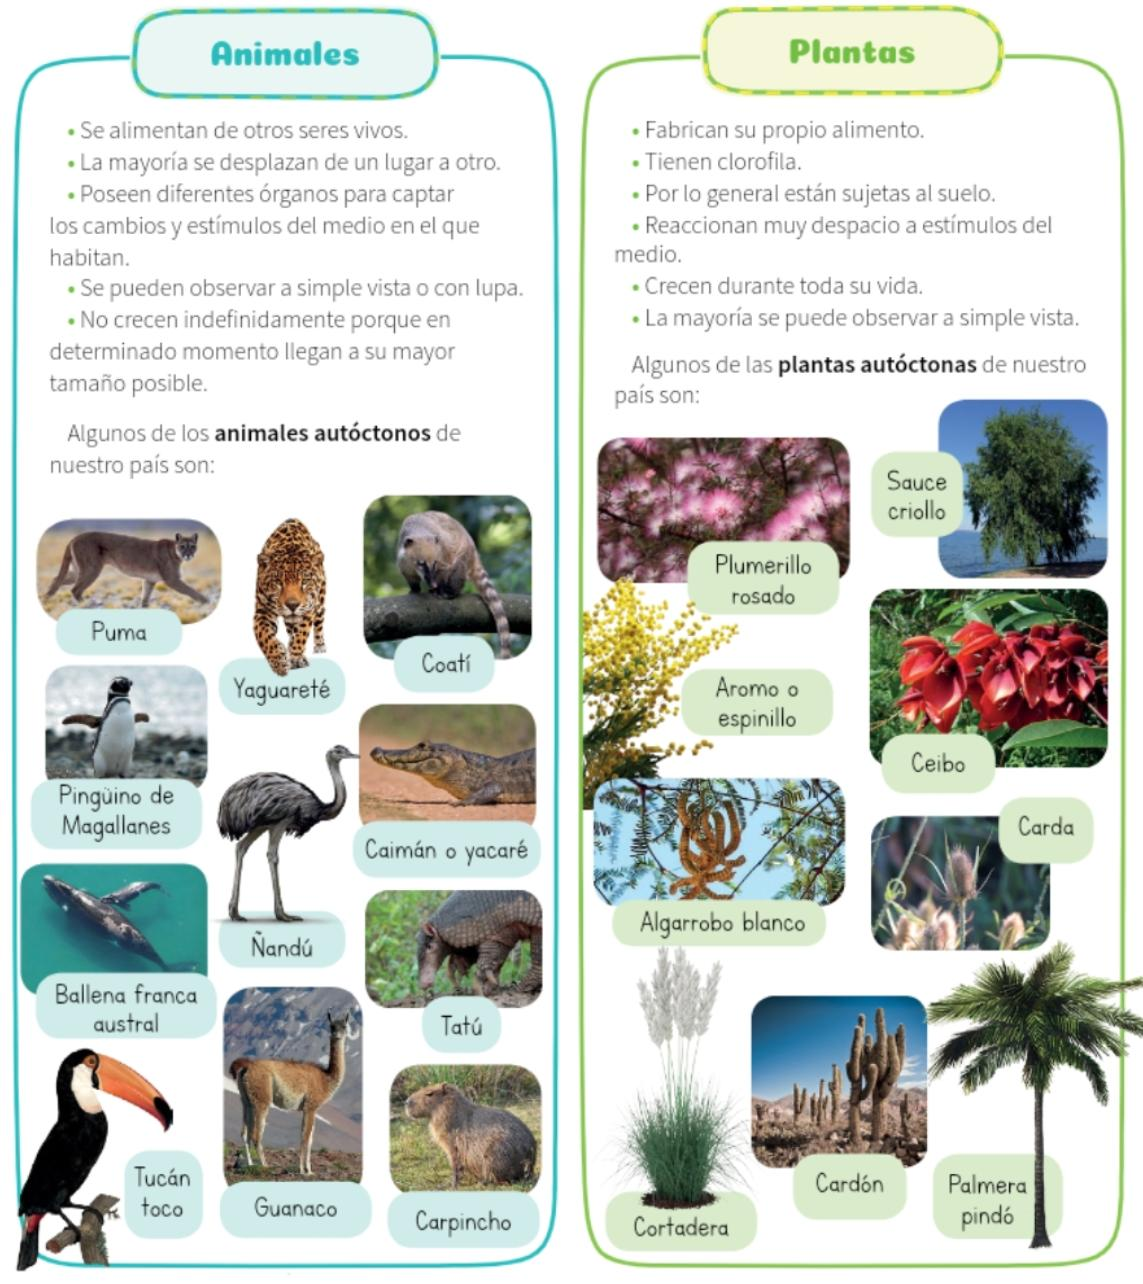 Animales
• Se alimentan de otros seres vivos.
• La mayoría se desplazan de un lugar a otro.
• Poseen diferentes órganos para captar
los cambios y estímulos del medio en el que
habitan.
• Se pueden observar a simple vista o con lupa.
• No crecen indefinidamente porque en
determinado momento llegan a su mayor
tamaño posible.
Algunos de los animales autóctonos de
nuestro país son:
Puma
Yaguareté
Coatí
Pingüino de
Magallanes
Ñandú
Caimán o yacaré
Ballena franca
austral
Tatú
Tucán
toco
Guanaco
Carpincho
Plantas
• Fabrican su propio alimento.
• Tienen clorofila.
• Por lo general están sujetas al suelo.
• Reaccionan muy despacio a estímulos del
medio.
• Crecen durante toda su vida.
• La mayoría se puede observar a simple vista.
Algunos de las plantas autóctonas de nuestro
país son:
Plumerillo
rosado
Sauce
criollo
Aromo o
espinillo
Ceibo
Algarrobo blanco
Carda
Cortadera
Cardón
Palmera
pindó